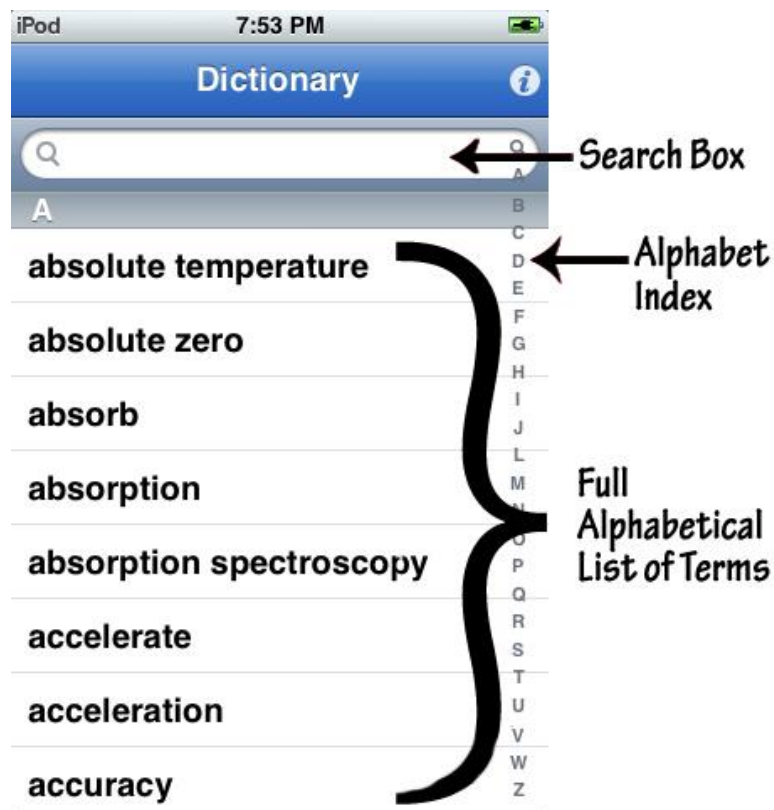 iPod 7:53 PM
Dictionary
Search Box
A
absolute temperature
absolute zero
absorb
absorption
absorption spectroscopy
accelerate
acceleration
accuracy
A
B
C
D
E
F
G
H
I
J
L
M
N
O
P
Q
R
S
T
U
V
W
Z
Alphabet
Index
Full
Alphabetical
List of Terms